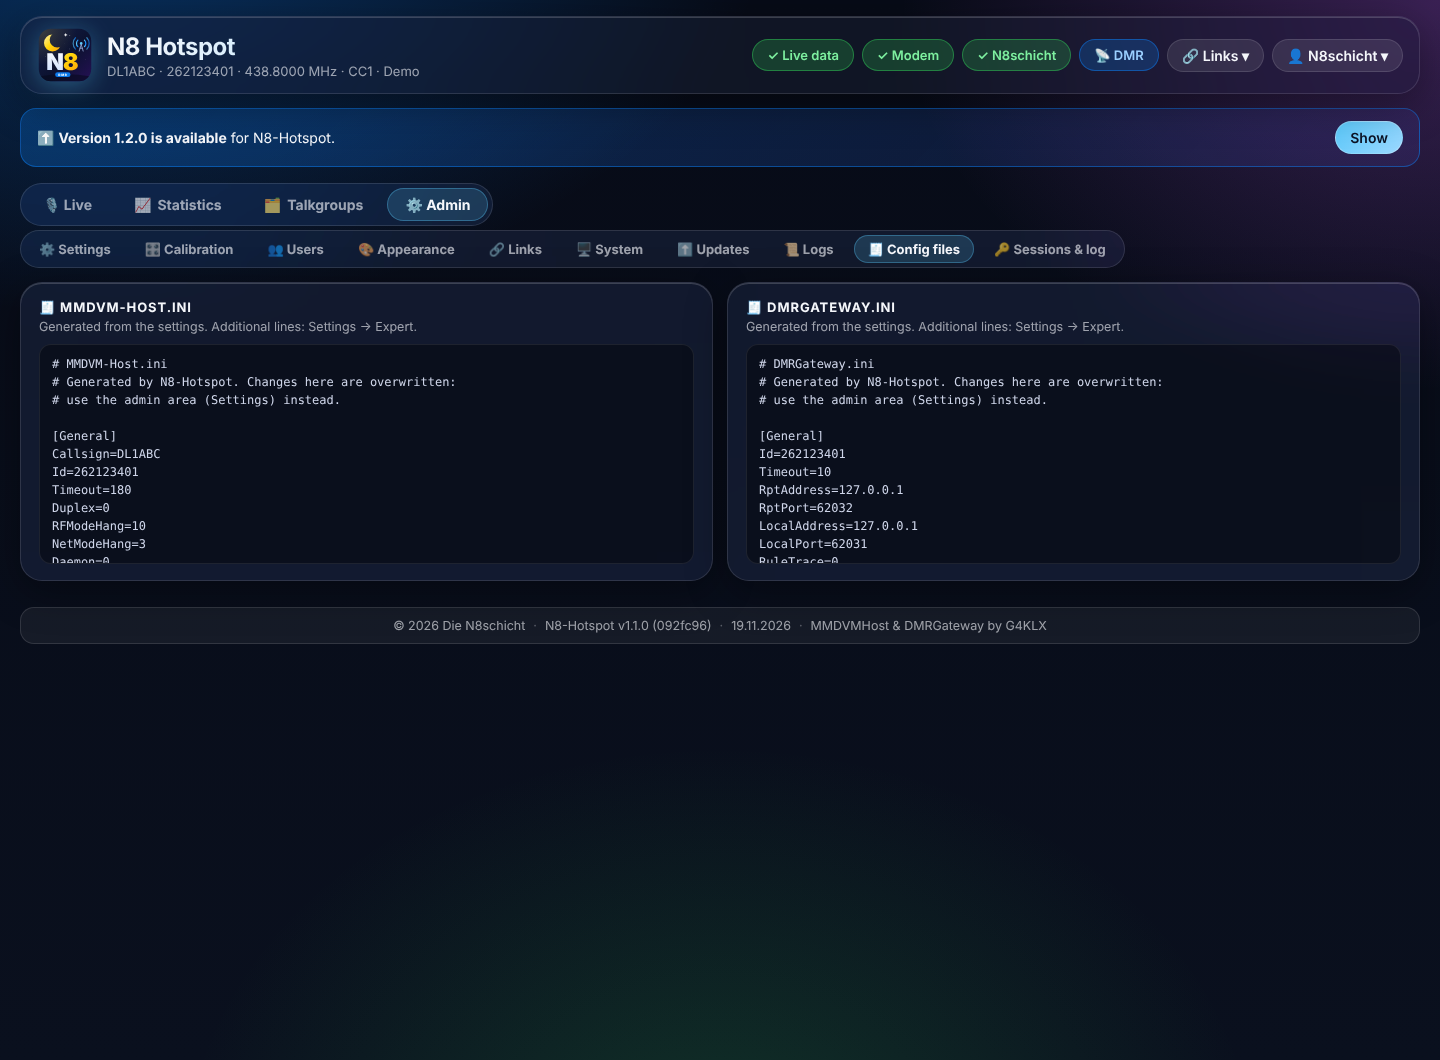 N8 Hotspot
DL1ABC · 262123401 · 438.8000 MHz · CC1 · Demo
✓ Live data
✓ Modem
✓ N8schicht
DMR
Links ▾
N8schicht ▾
Version 1.2.0 is available for N8-Hotspot.
Show
Live
Statistics
Talkgroups
Admin
Settings
Calibration
Users
Appearance
Links
System
Updates
Logs
Config files
Sessions & log
MMDVM-HOST.INI
Generated from the settings. Additional lines: Settings → Expert.
# MMDVM-Host.ini
# Generated by N8-Hotspot. Changes here are overwritten:
# use the admin area (Settings) instead.
[General]
Callsign=DL1ABC
Id=262123401
Timeout=180
Duplex=0
RFModeHang=10
NetModeHang=3
Daemon=0
DMRGATEWAY.INI
Generated from the settings. Additional lines: Settings → Expert.
# DMRGateway.ini
# Generated by N8-Hotspot. Changes here are overwritten:
# use the admin area (Settings) instead.
[General]
Id=262123401
Timeout=10
RptAddress=127.0.0.1
RptPort=62032
LocalAddress=127.0.0.1
LocalPort=62031
RuleTrace=0
© 2026 Die N8schicht · N8-Hotspot v1.1.0 (092fc96) · 19.11.2026 · MMDVMHost & DMRGateway by G4KLX